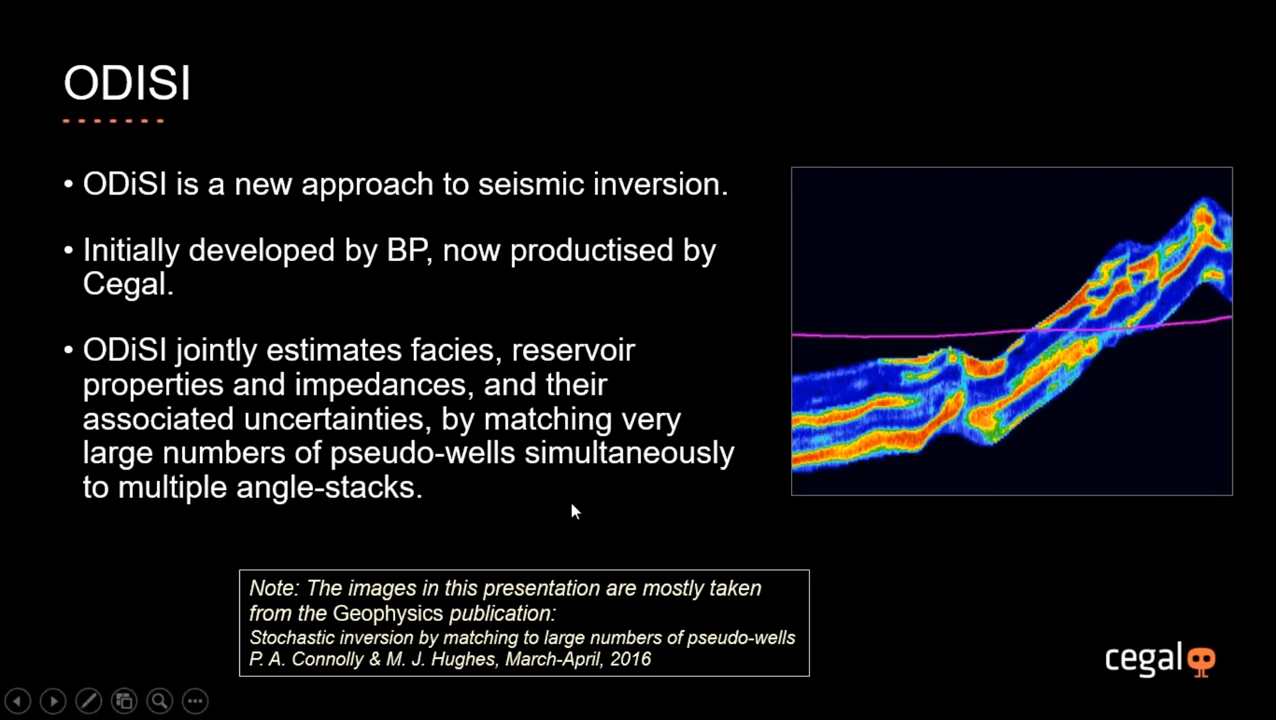 ODISI
• ODiSI is a new approach to seismic inversion.
• Initially developed by BP, now productised by
Cegal.
• ODiSI jointly estimates facies, reservoir
properties and impedances, and their
associated uncertainties, by matching very
large numbers of pseudo-wells simultaneously
to multiple angle-stacks.
Note: The images in this presentation are mostly taken
from the Geophysics publication:
Stochastic inversion by matching to large numbers of pseudo-wells
P. A. Connolly & M. J. Hughes, March-April, 2016
cegal